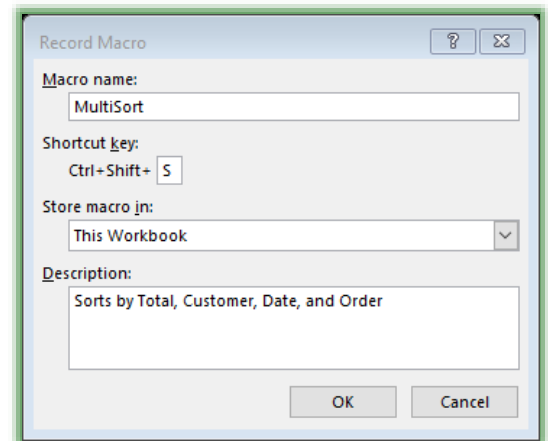 Record Macro
?
Macro name:
MultiSort
Shortcut key:
Ctrl+Shift+ S
Store macro in:
This Workbook
Description:
Sorts by Total, Customer, Date, and Order
OK Cancel